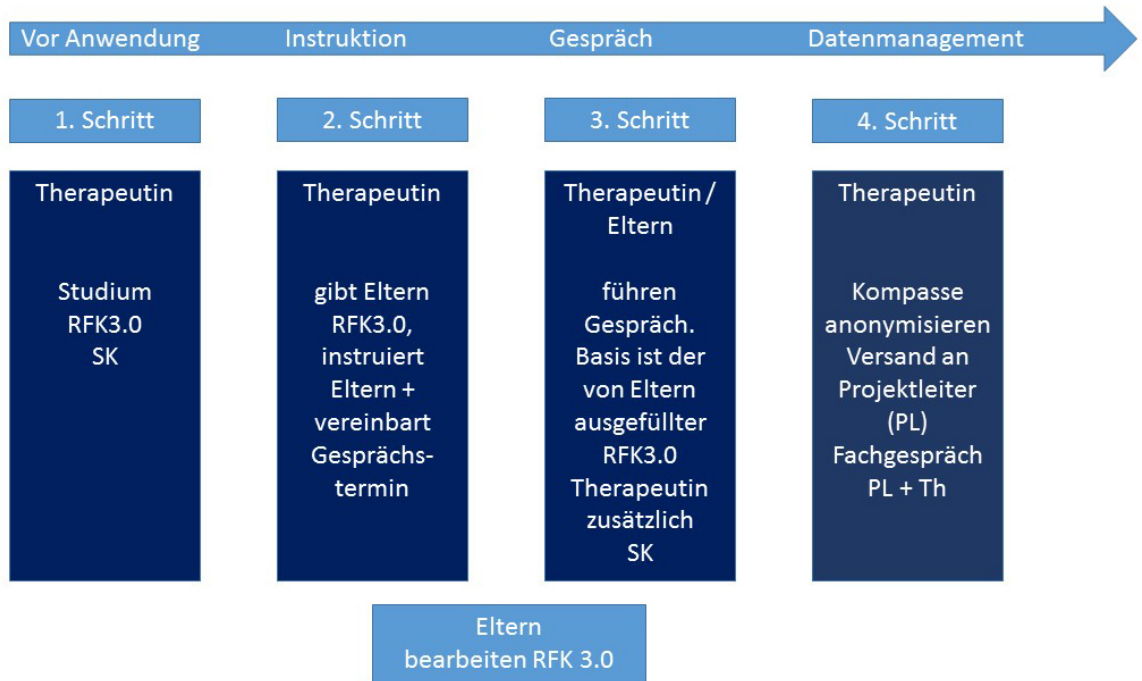 Vor Anwendung Instruktion Gespräch Datenmanagement
1. Schritt 2. Schritt 3. Schritt 4. Schritt
Therapeutin
Studium
RFK3.0
SK
Therapeutin
gibt Eltern
RFK3.0,
instruiert
Eltern +
vereinbart
Gesprächs-
termin
Therapeutin /
Eltern
führen
Gespräch.
Basis ist der
von Eltern
ausgefüllter
RFK3.0
Therapeutin
zusätzlich
SK
Therapeutin
Kompasse
anonymisieren
Versand an
Projektleiter
(PL)
Fachgespräch
PL + Th
Eltern
bearbeiten RFK 3.0